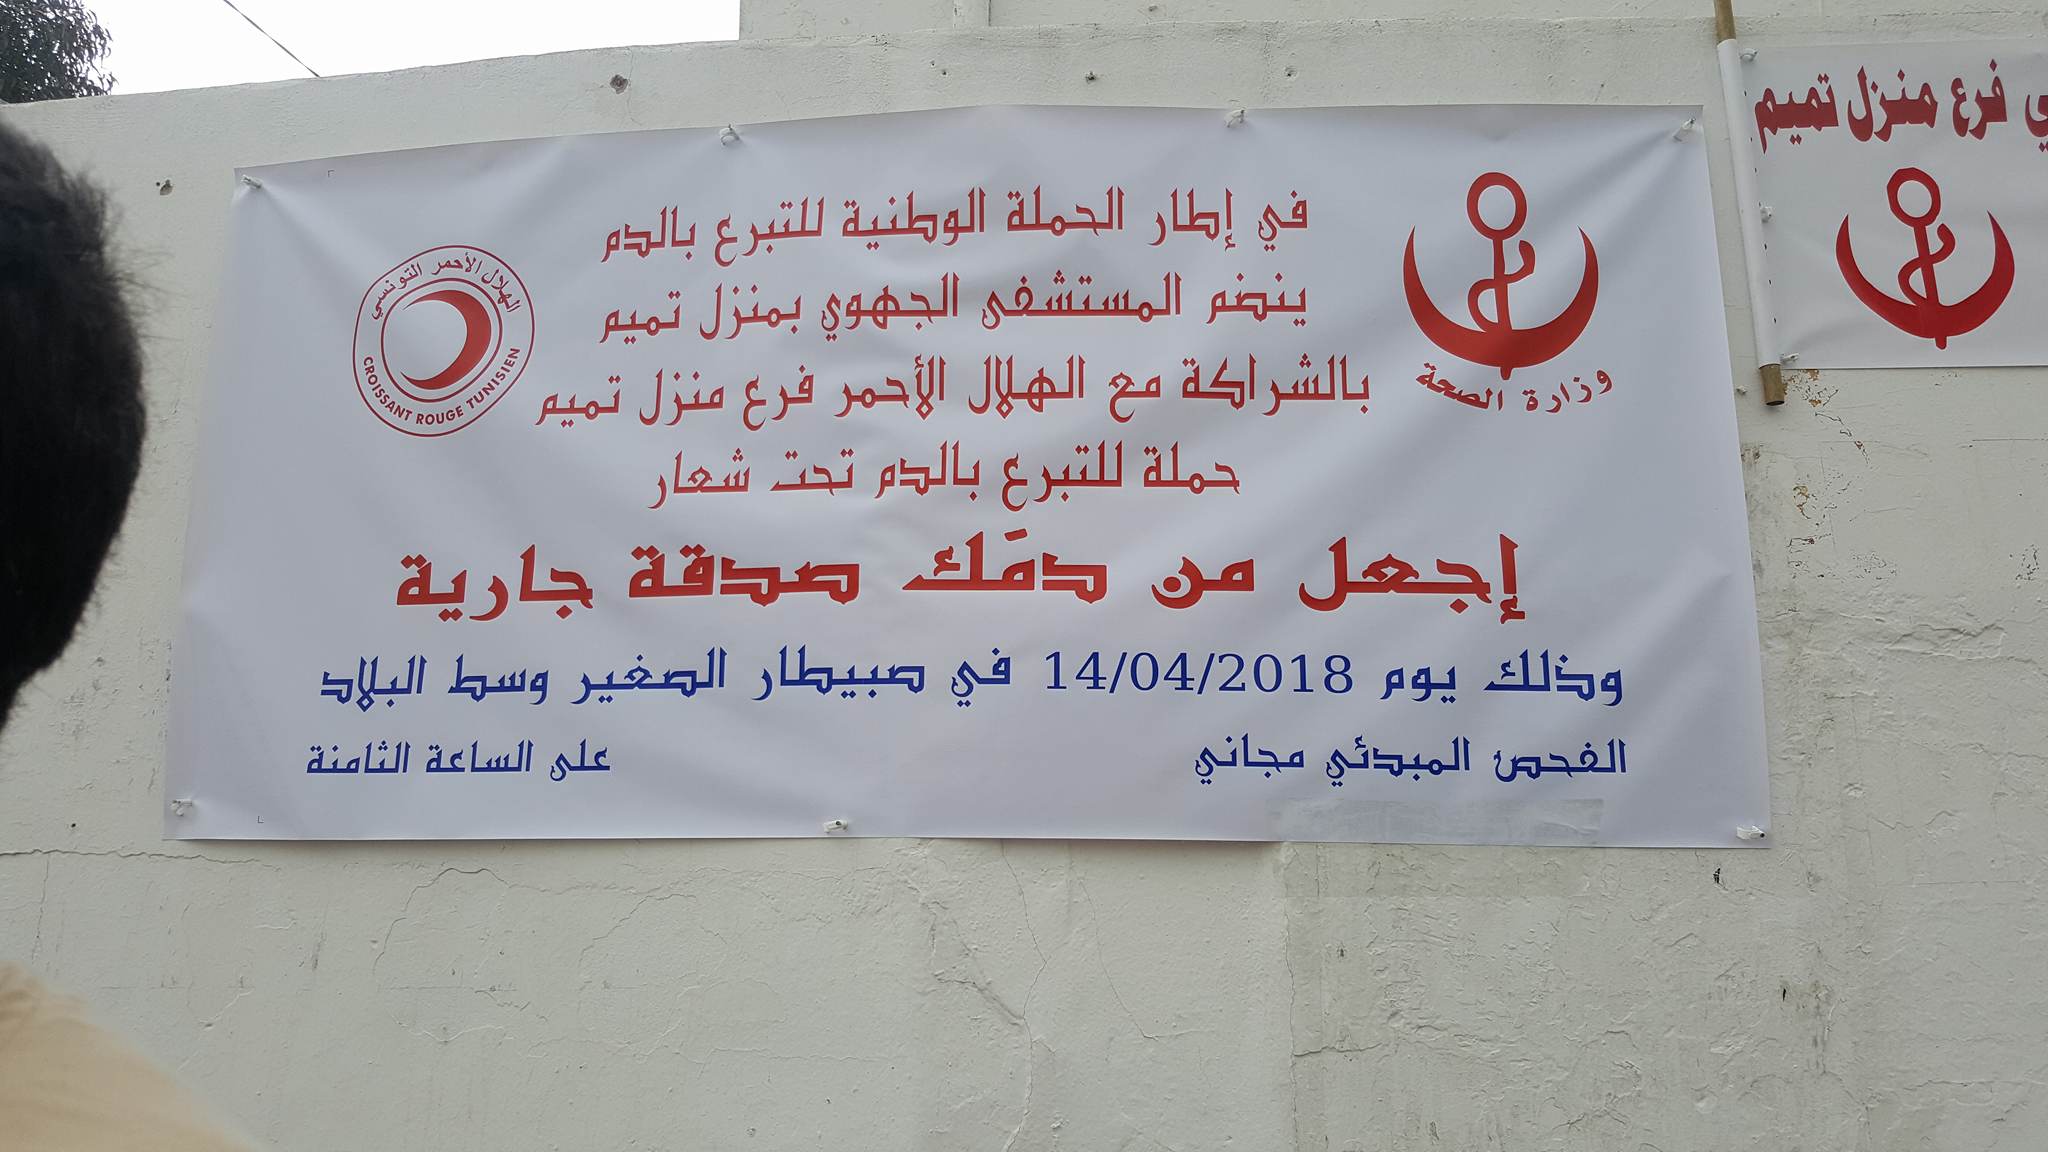 في إطار الحملة الوطنية للتبرع بالدم
ينضم المستشفى الجهوي بمنزل تميم
بالشراكة مع الهلال الأحمر فرع منزل تميم
حملة للتبرع بالدم تحت شعار
إجعل من دمَك صدقة جارية
وذلك يوم 14/04/2018 في صبيطار الصغير وسط البلاد
الفحص المبدئي مجاني
على الساعة الثامنة
وزارة الصحة
الهلال الأحمر التونسي
CROISSANT ROUGE TUNISIEN
فرع منزل تميم